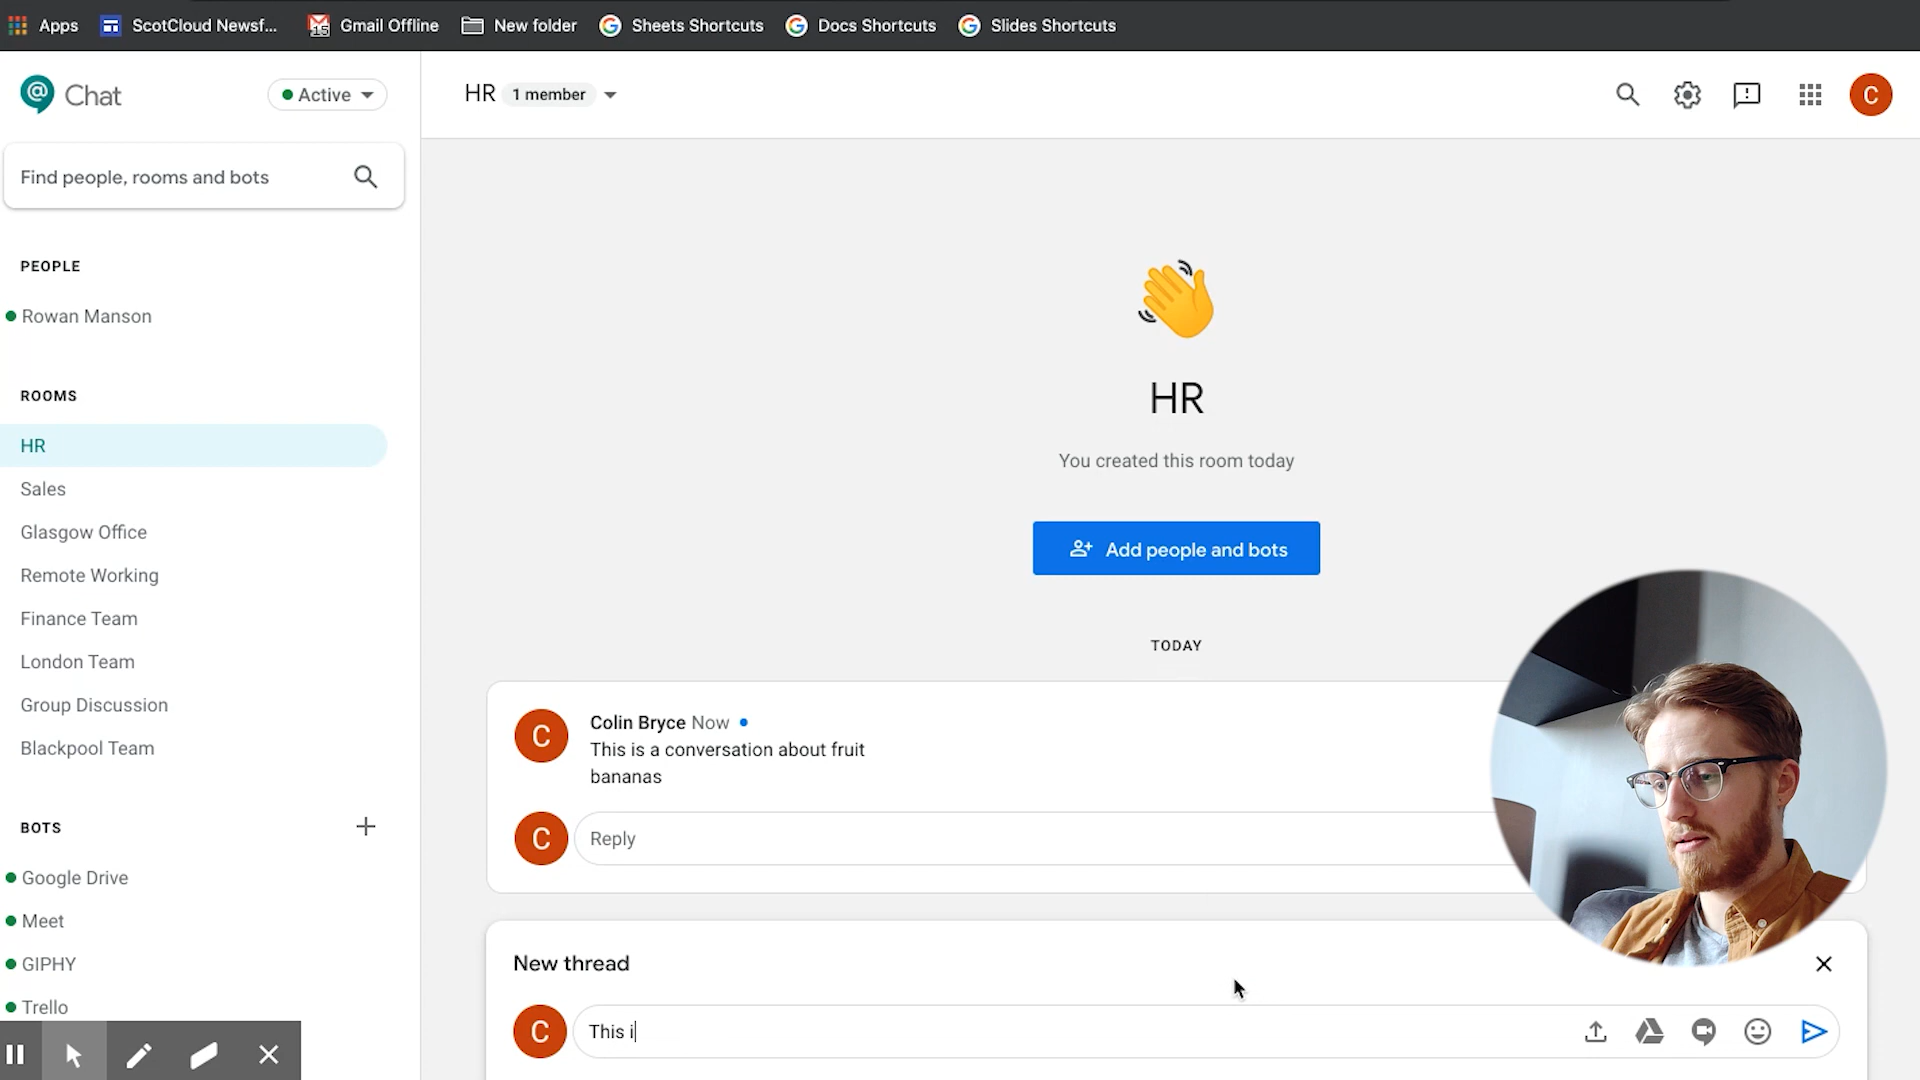 Apps ScotCloud Newsf... 15 Gmail Offline New folder Sheets Shortcuts Docs Shortcuts Slides Shortcuts
Chat
Active
HR 1 member
C
Find people, rooms and bots
PEOPLE
Rowan Manson
ROOMS
HR
Sales
Glasgow Office
Remote Working
Finance Team
London Team
Group Discussion
Blackpool Team
BOTS
Google Drive
Meet
GIPHY
Trello
HR
You created this room today
Add people and bots
TODAY
C
Colin Bryce Now
This is a conversation about fruit
bananas
C
Reply
New thread
C
This i